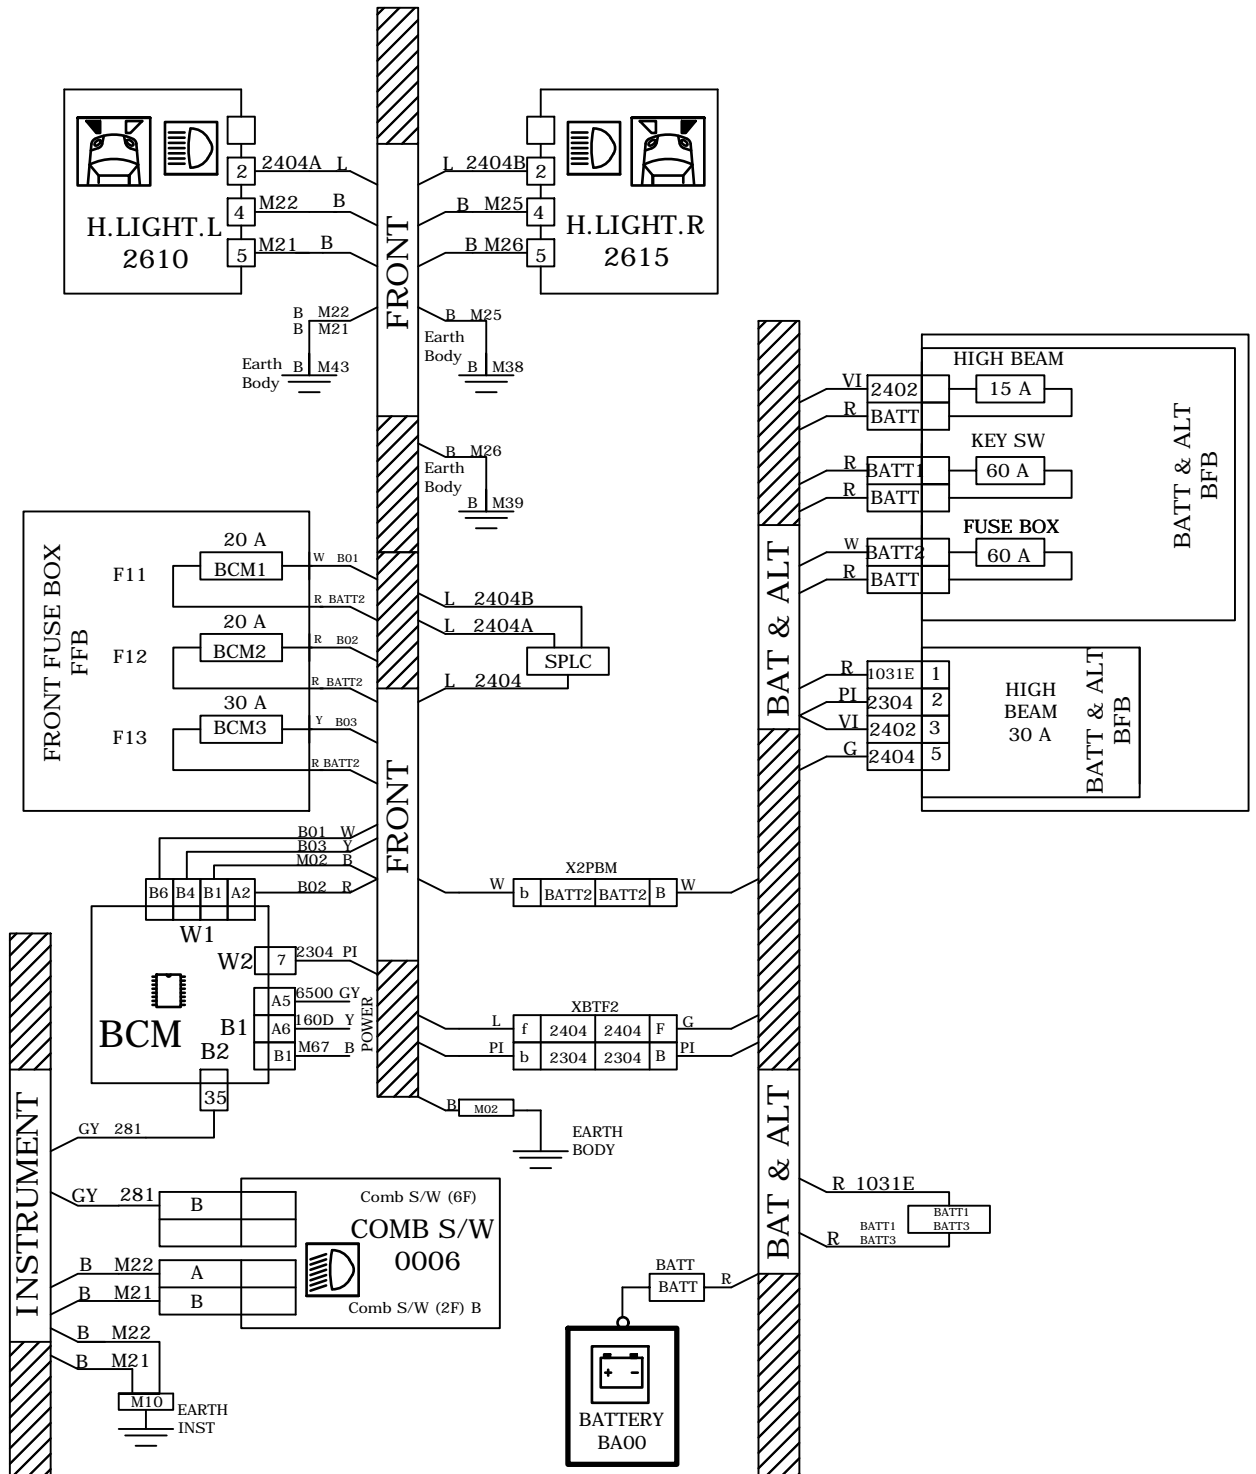 2
2404A L
4
M22 B
5
M21 B
H.LIGHT.L
2610
L 2404B
2
B M25
4
B M26
5
H.LIGHT.R
2615
FRONT
B M22
B M21
Earth
Body
B M43
B M25
Earth
Body
B M38
B M26
Earth
Body
B M39
HIGH BEAM
VI 2402
15 A
R BATT
KEY SW
R BATT1
60 A
R BATT
FUSE BOX
W BATT2
60 A
R BATT
BATT & ALT
BFB
R 1031E 1
PI 2304 2
VI 2402 3
G 2404 5
HIGH
BEAM
30 A
BATT & ALT
BFB
BAT & ALT
FRONT FUSE BOX
FFB
20 A
F11
BCM1
W B01
R BATT2
20 A
F12
BCM2
R B02
R BATT2
30 A
F13
BCM3
Y B03
R BATT2
L 2404B
L 2404A
SPLC
L 2404
FRONT
B01 W
B03 Y
M02 B
B02 R
B6 B4 B1 A2
W1
W2
7
2304 PI
BCM
B1
A5
6500 GY
A6
160D Y
B1
M67 B
POWER
B2
35
GY 281
X2PBM
W b BATT2 BATT2 B W
XBTF2
L f 2404 2404 F G
PI b 2304 2304 B PI
B M02
EARTH
BODY
INSTRUMENT
GY 281 B
Comb S/W (6F)
COMB S/W
0006
B M22 A
B M21 B
Comb S/W (2F) B
B M22
B M21
M10
EARTH
INST
BAT & ALT
R 1031E
BATT1
BATT3
R
BATT1
BATT3
BATT
BATT
R
+ -
BATTERY
BA00